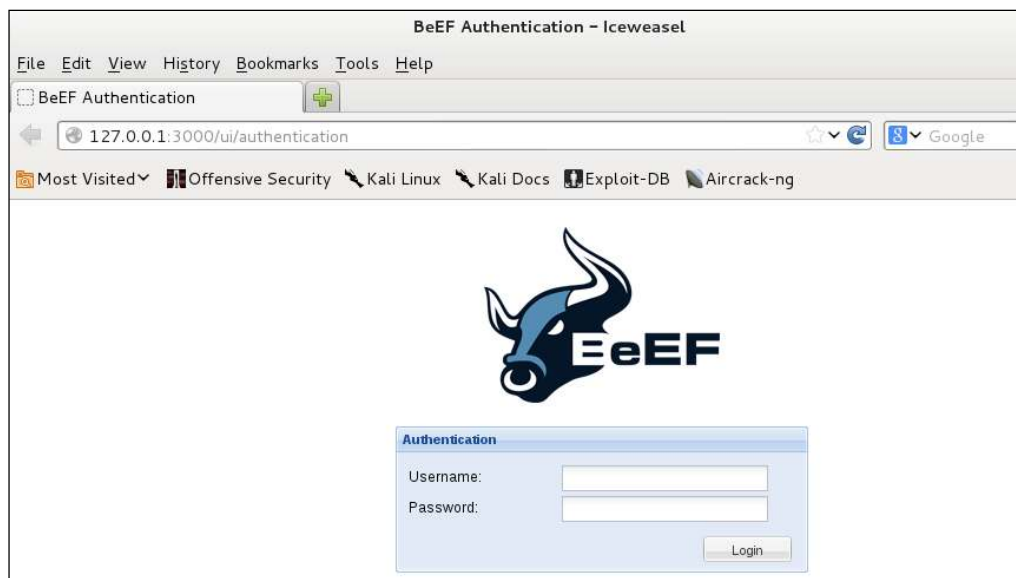 BeEF Authentication – Iceweasel
File Edit View History Bookmarks Tools Help
BeEF Authentication
127.0.0.1:3000/ui/authentication
8 Google
Most Visited Offensive Security Kali Linux Kali Docs Exploit-DB Aircrack-ng
BeEF
Authentication
Username:
Password:
Login